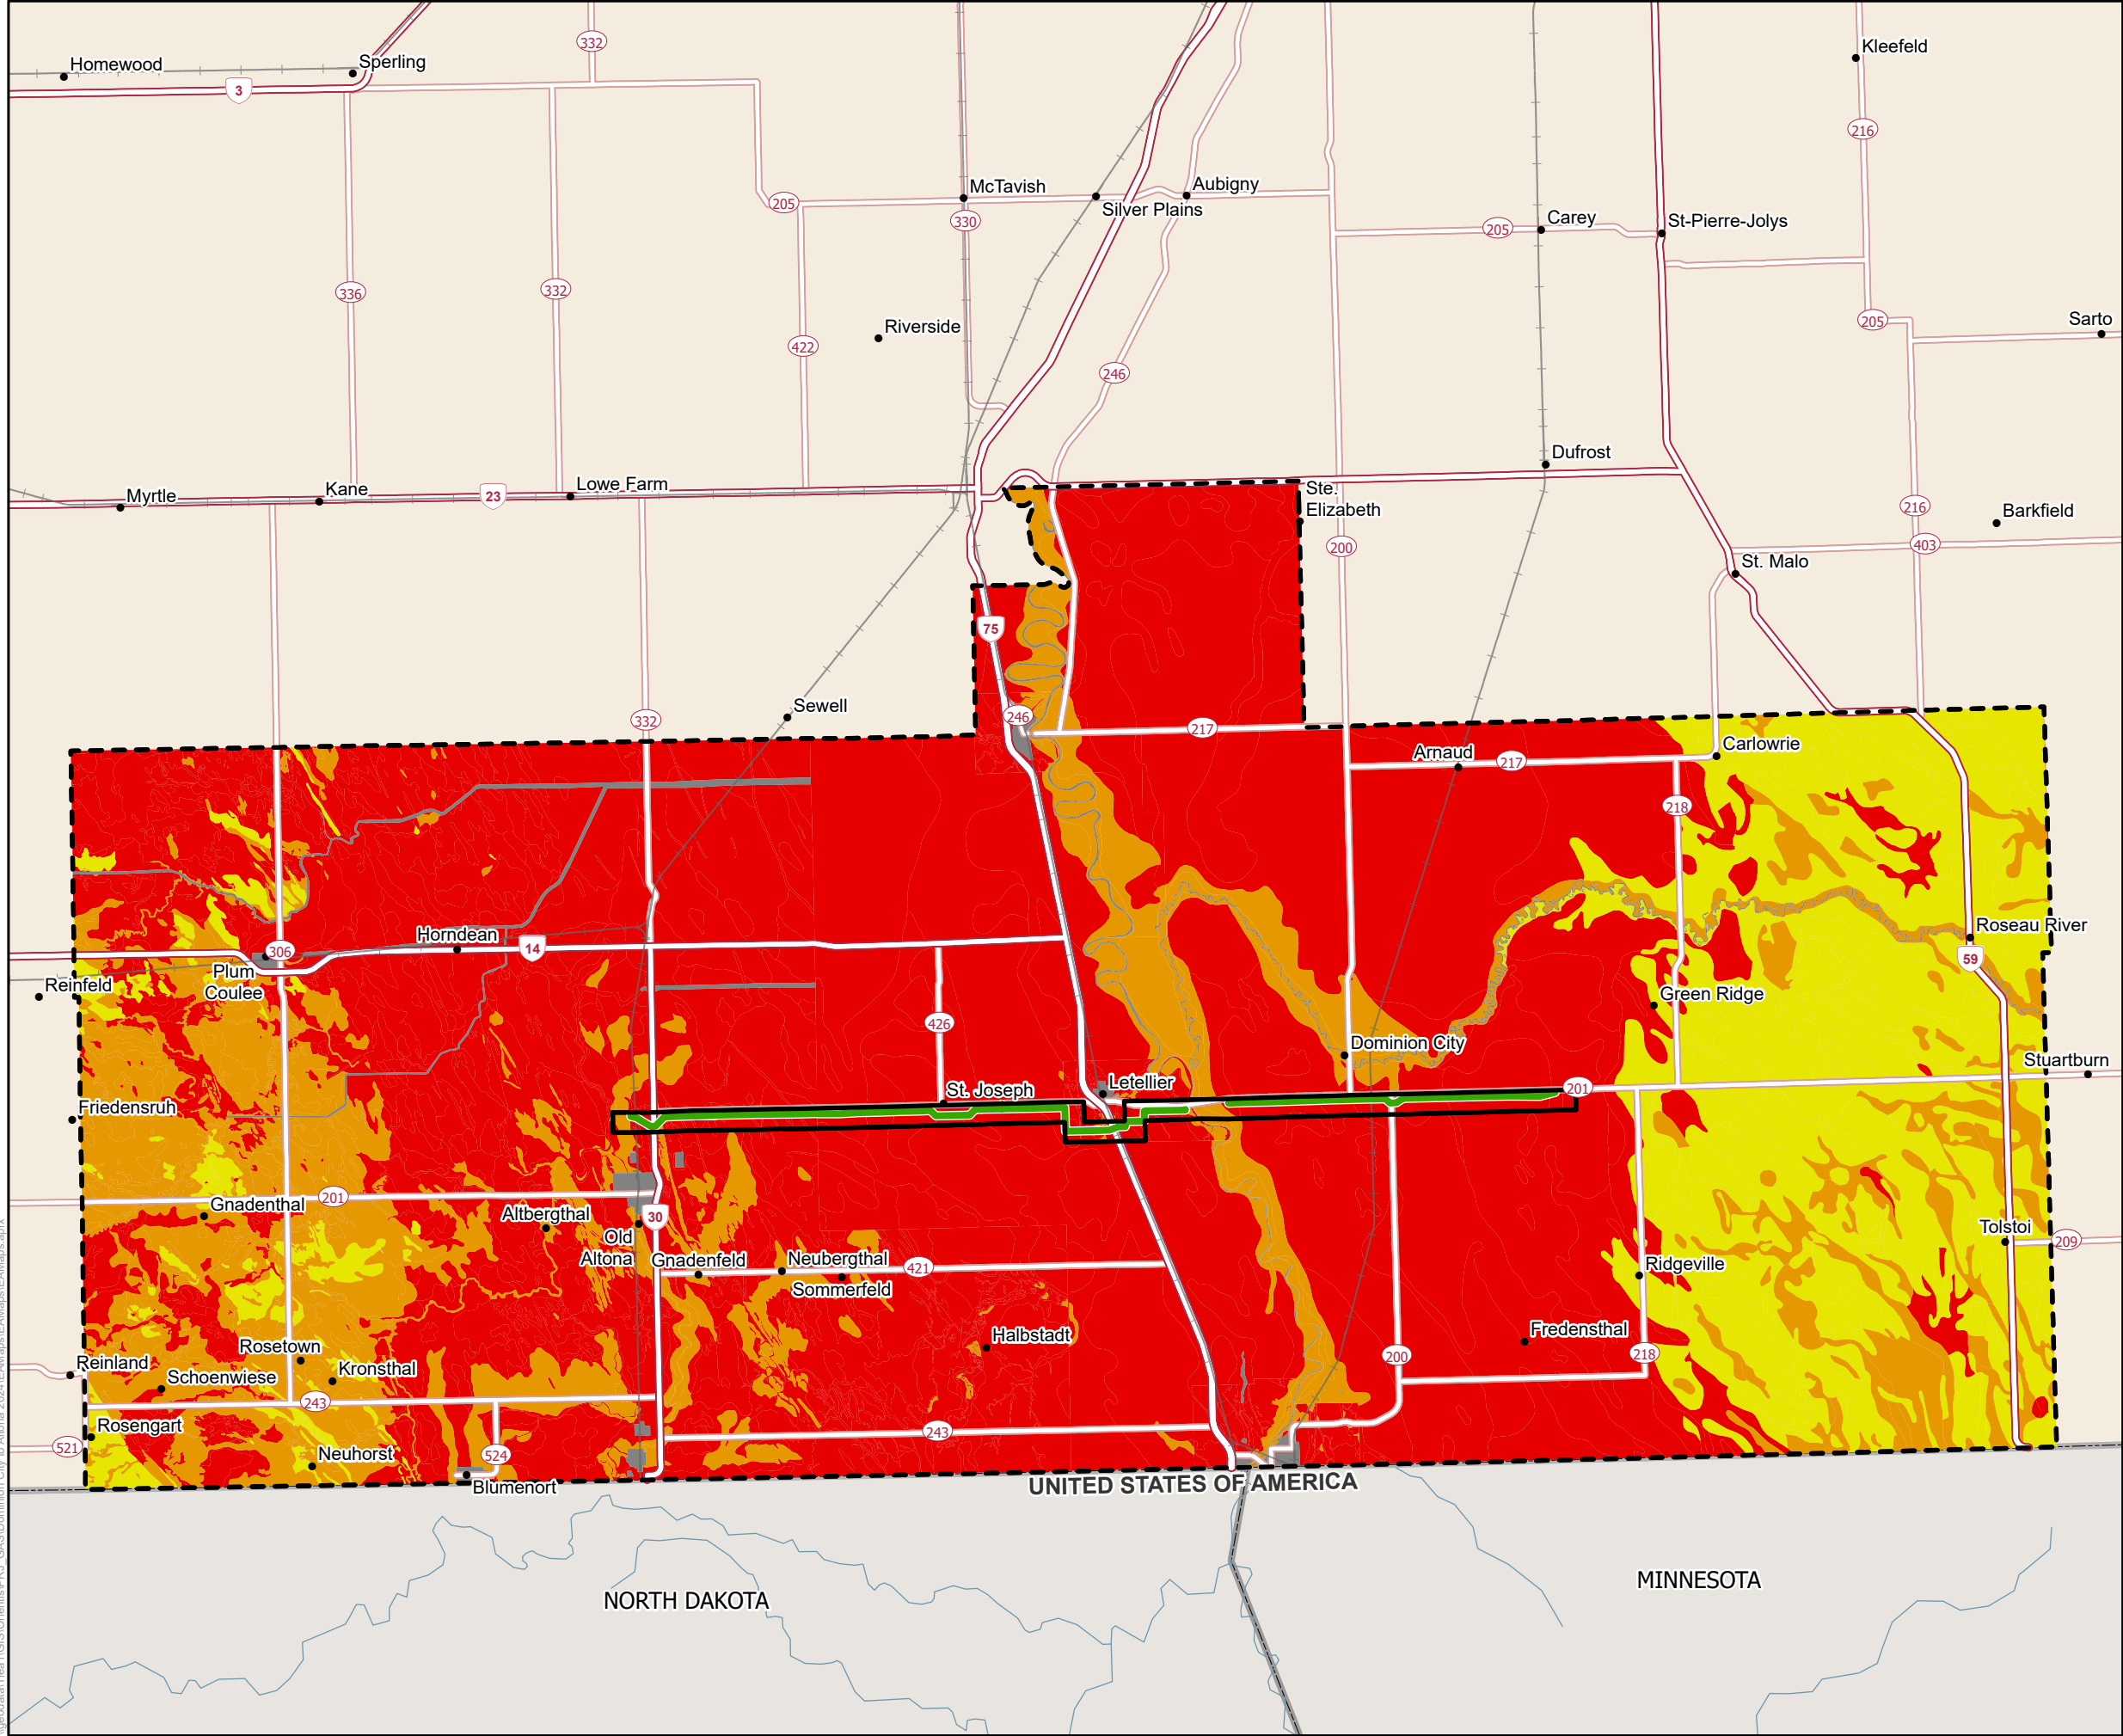 Homewood
Sperling
332
Kleefeld
3
216
McTavish
Aubigny
205
330
Silver Plains
Carey
205
St-Pierre-Jolys
336
332
Riverside
422
246
205
Sarto
Dufrost
Myrtle
Kane
23
Lowe Farm
Ste.
Elizabeth
200
216
Barkfield
403
St. Malo
75
332
Sewell
246
217
Arnaud
217
Carlowrie
218
Horndean
14
306
Plum
Coulee
Reinfeld
Roseau River
59
Green Ridge
426
Dominion City
Stuartburn
Letellier
St. Joseph
201
Friedensruh
Gnadenthal
201
Altbergthal
30
Old
Altona
Gnadenfeld
Neubergthal
421
Sommerfeld
Tolstoi
209
Ridgeville
Halbstadt
Fredensthal
200
218
Rosetown
Reinland
Schoenwiese
Kronsthal
243
Rosengart
521
Neuhorst
524
243
Blumenort
UNITED STATES OF AMERICA
NORTH DAKOTA
MINNESOTA